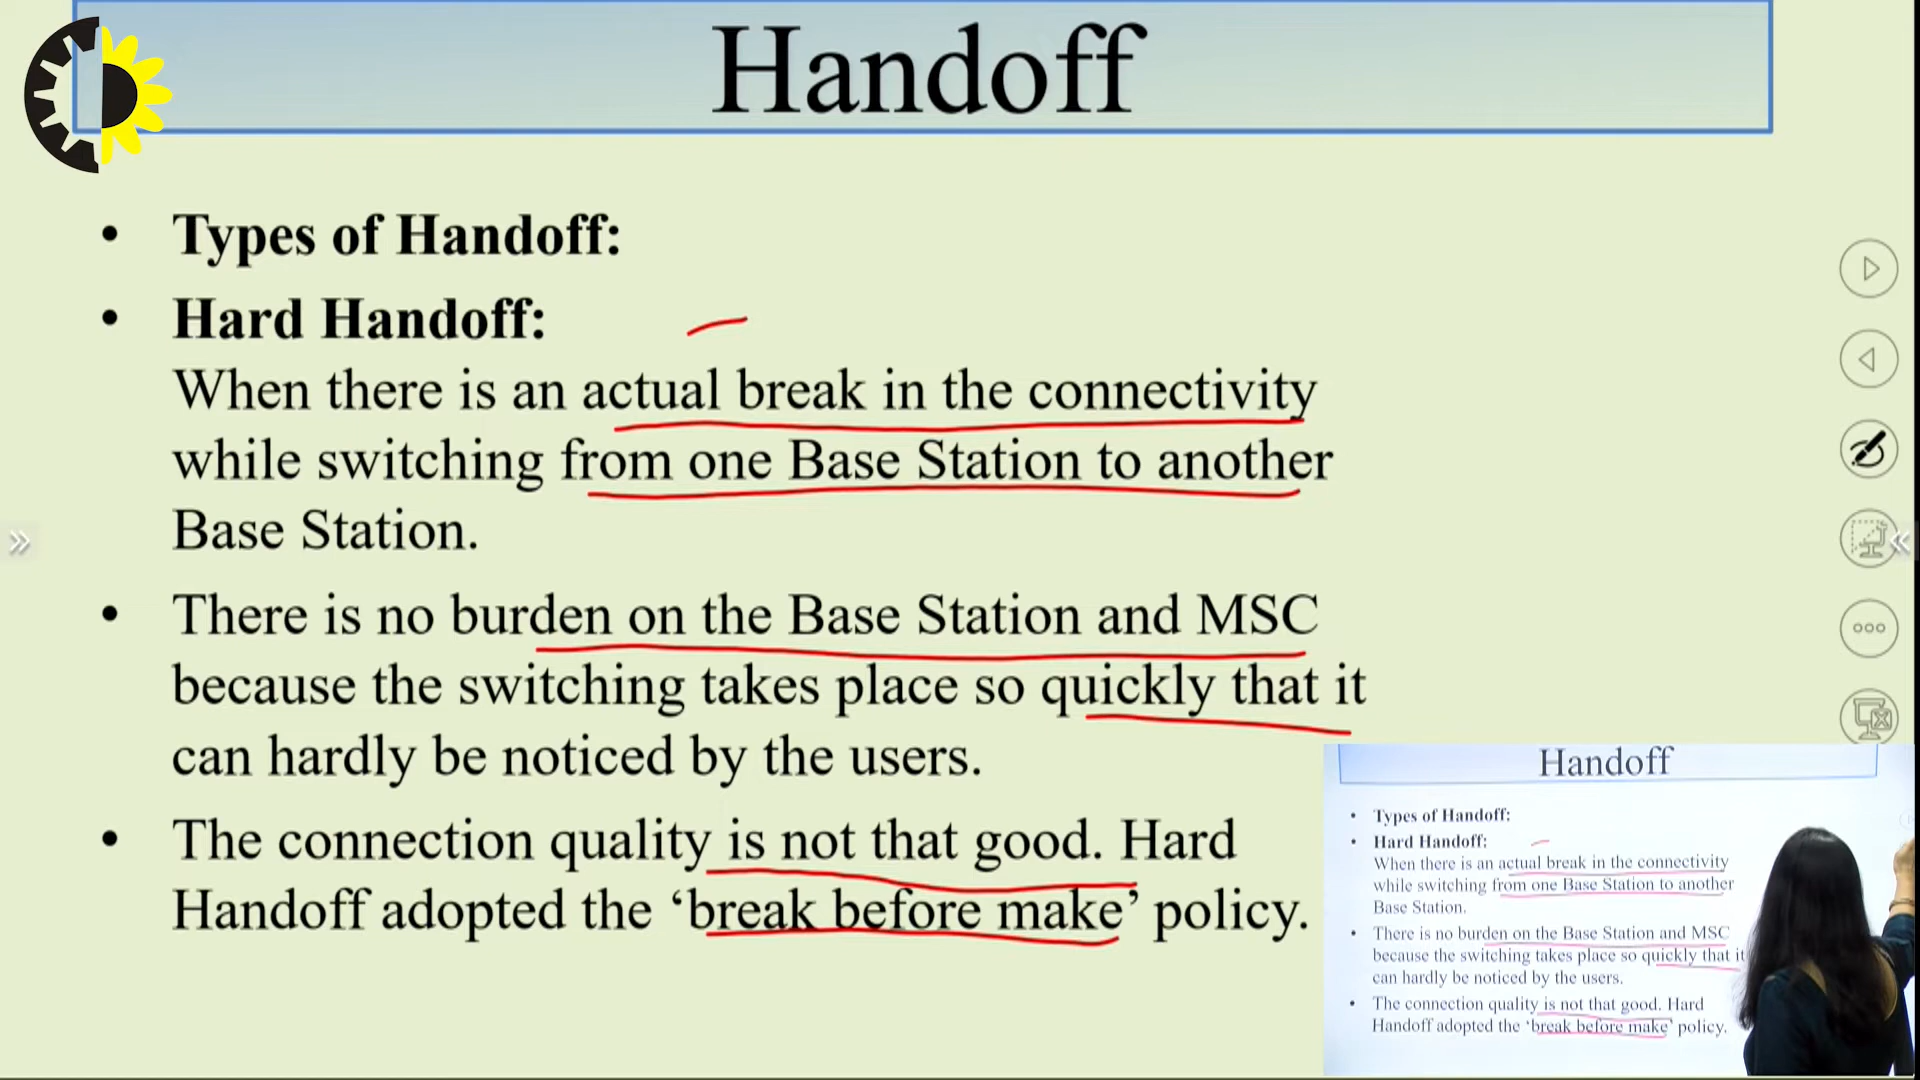 Handoff
• Types of Handoff:
• Hard Handoff:
When there is an actual break in the connectivity
while switching from one Base Station to another
Base Station.
• There is no burden on the Base Station and MSC
because the switching takes place so quickly that it
can hardly be noticed by the users.
• The connection quality is not that good. Hard
Handoff adopted the ‘break before make’ policy.
Handoff
• Types of Handoff:
• Hard Handoff:
When there is an actual break in the connectivity
while switching from one Base Station to another
Base Station.
• There is no burden on the Base Station and MSC
because the switching takes place so quickly that it
can hardly be noticed by the users.
• The connection quality is not that good. Hard
Handoff adopted the ‘break before make’ policy.